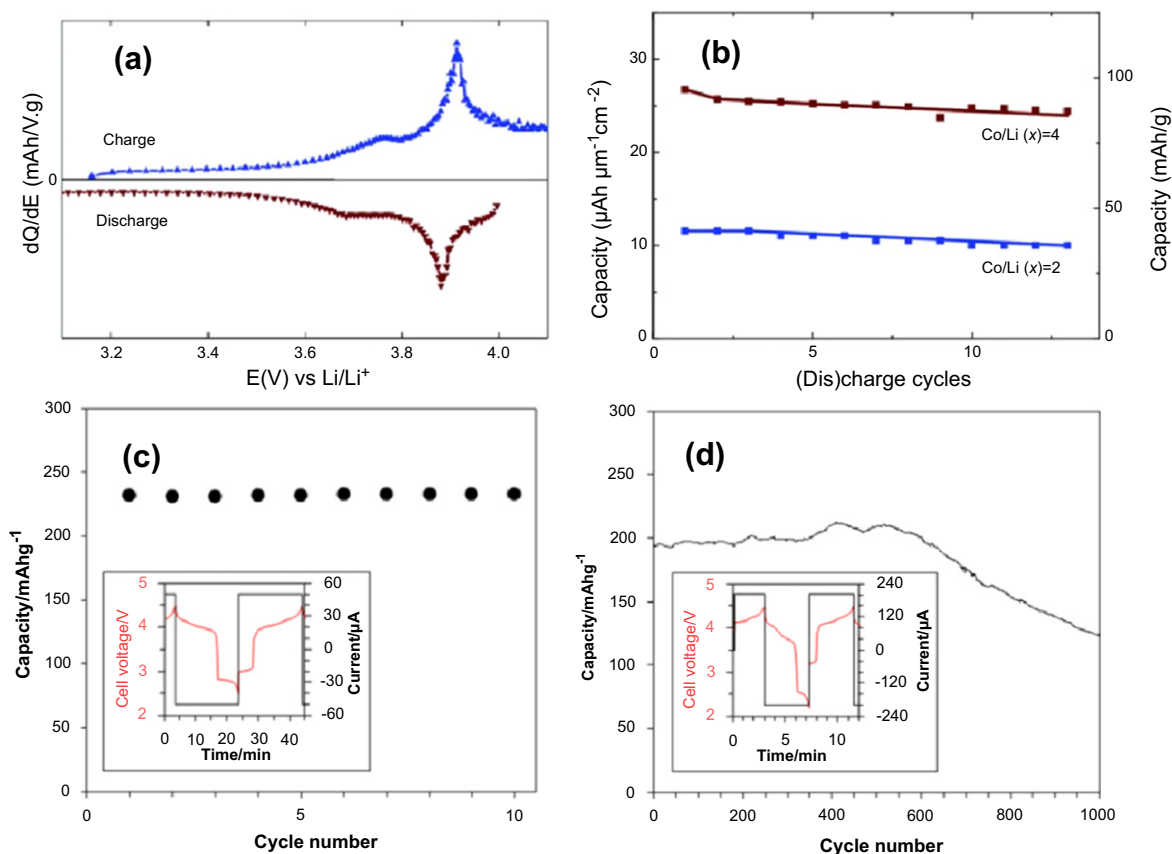 (a)
Charge
Discharge
0
dQ/dE (mAh/V.g)
3.2 3.4 3.6 3.8 4.0
E(V) vs Li/Li⁺
(b)
30
20
10
0
Capacity (µAh µm⁻¹cm⁻²)
100
50
0
Capacity (mAh/g)
Co/Li (x)=4
Co/Li (x)=2
0 5 10
(Dis)charge cycles
(c)
300
250
200
150
100
50
0
Capacity/mAhg⁻¹
5
4
3
2
Cell voltage/V
60
30
0
-30
-60
Current/µA
0 10 20 30 40
Time/min
0 5 10
Cycle number
(d)
300
250
200
150
100
50
0
Capacity/mAhg⁻¹
5
4
3
2
Cell voltage/V
240
120
0
-120
-240
Current/µA
0 5 10
Time/min
0 200 400 600 800 1000
Cycle number